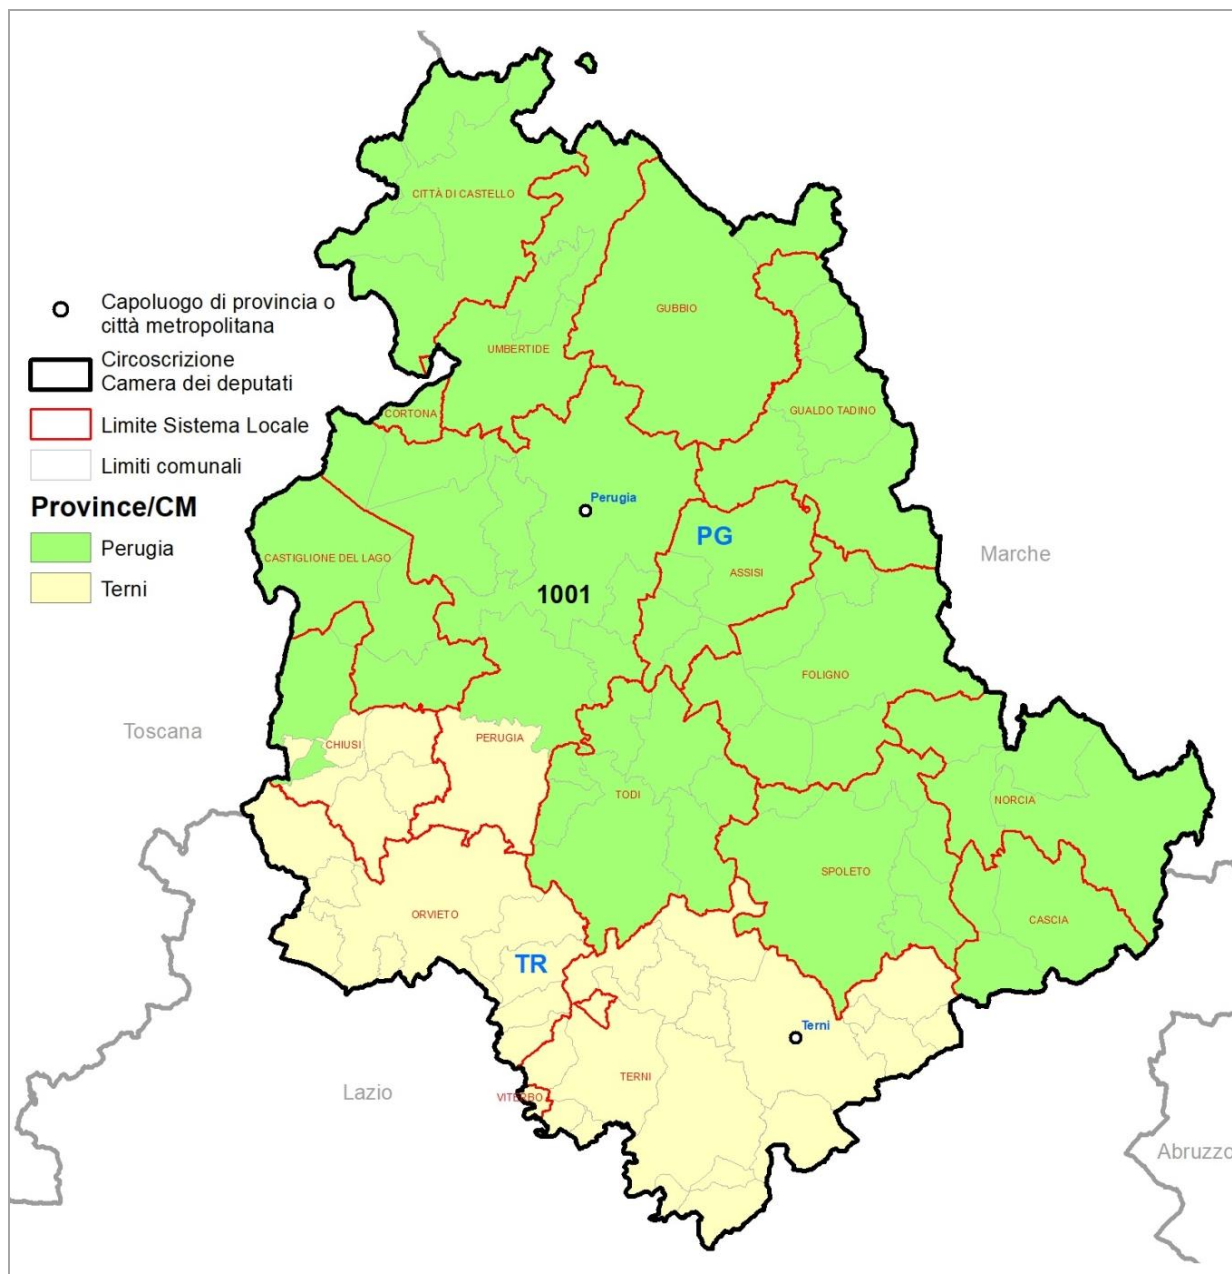 CITTÀ DI CASTELLO
Capoluogo di provincia o
città metropolitana
GUBBIO
Circoscrizione
Camera dei deputati
UMBERTIDE
CORTONA
GUALDO TADINO
Limite Sistema Locale
Limiti comunali
Province/CM
Perugia
Perugia
PG
Marche
CASTIGLIONE DEL LAGO
ASSISI
Terni
1001
FOLIGNO
Toscana
CHIUSI
PERUGIA
TODI
NORCIA
SPOLETO
ORVIETO
CASCIA
TR
Terni
TERNI
Lazio
VITERBO
Abruzzo